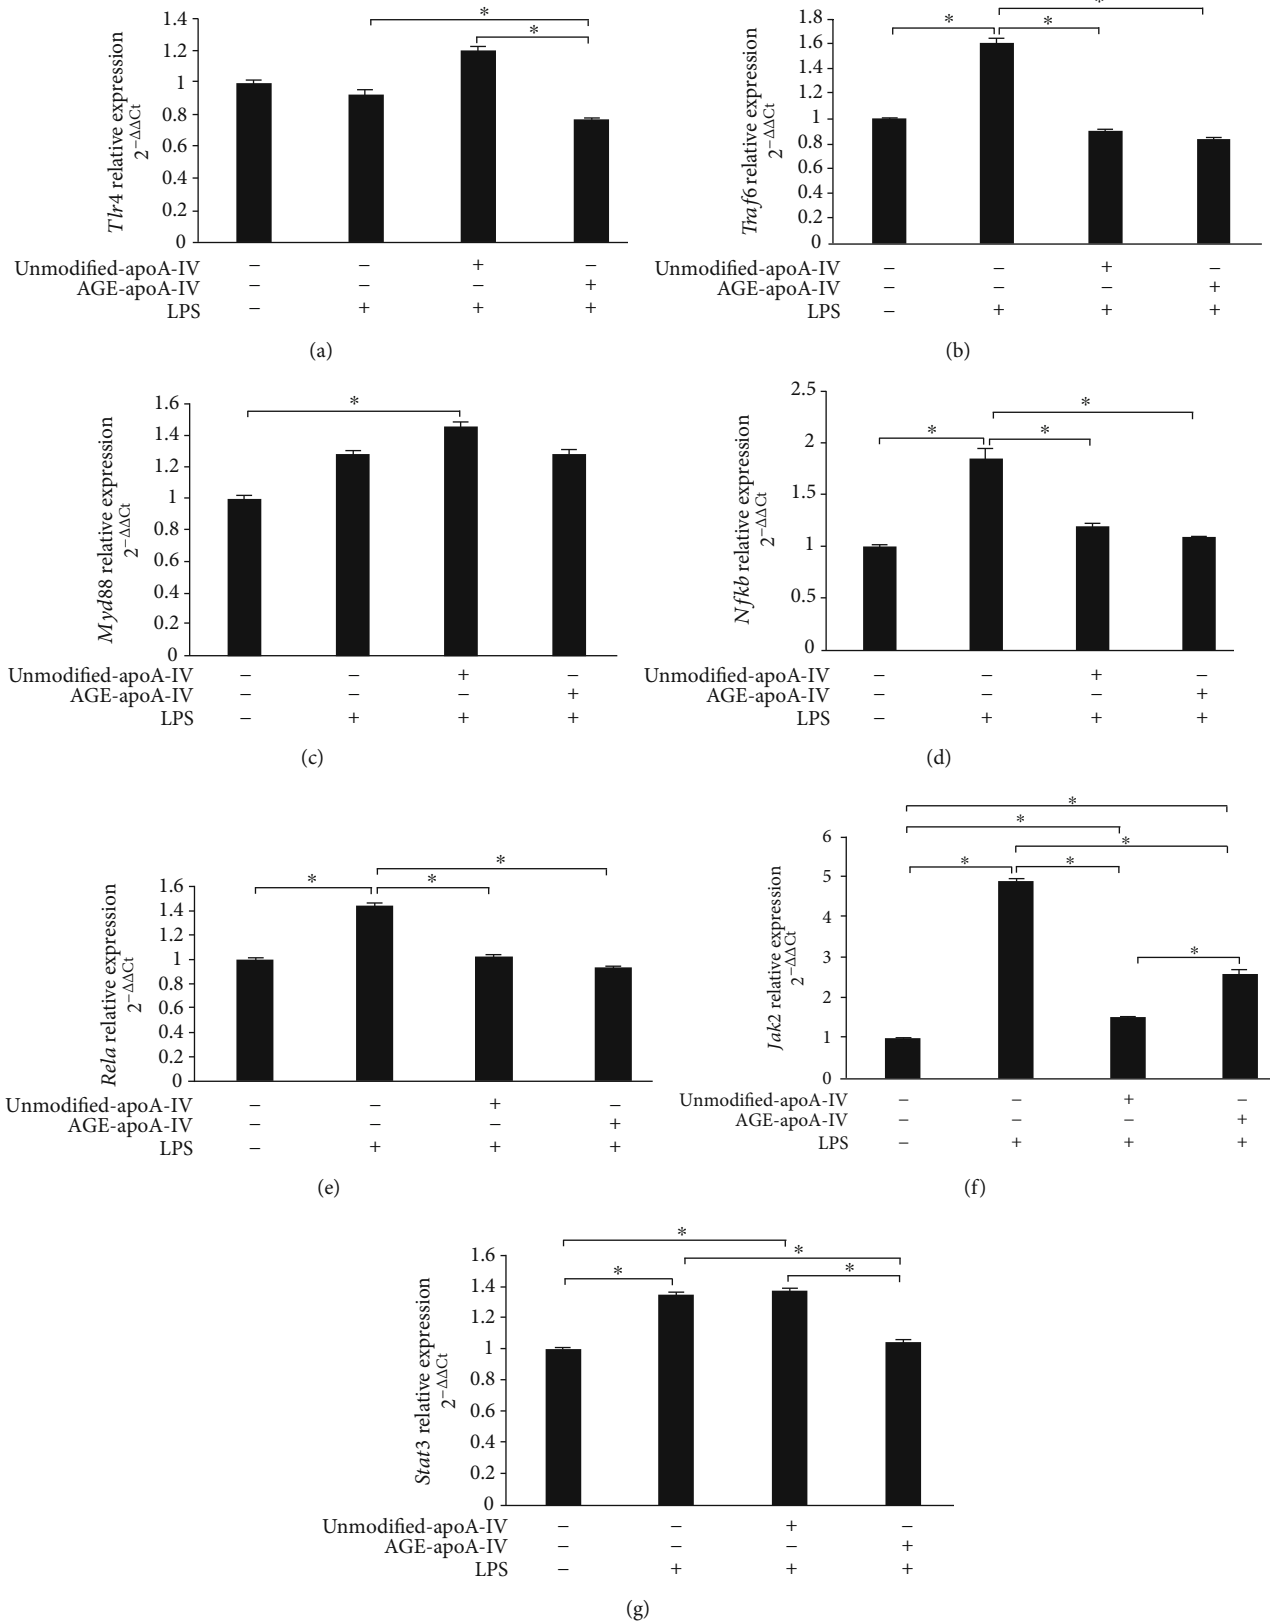 *
*
1.4
1.2
1
0.8
0.6
0.4
0.2
0
Tlr4 relative expression
2−ΔΔCt
Unmodified-apoA-IV − − + −
AGE-apoA-IV − − − +
LPS − + + +
(a)
*
* *
1.8
1.6
1.4
1.2
1
0.8
0.6
0.4
0.2
0
Traf6 relative expression
2−ΔΔCt
Unmodified-apoA-IV − − + −
AGE-apoA-IV − − − +
LPS − + + +
(b)
*
1.6
1.4
1.2
1
0.8
0.6
0.4
0.2
0
Myd88 relative expression
2−ΔΔCt
Unmodified-apoA-IV − − + −
AGE-apoA-IV − − − +
LPS − + + +
(c)
*
* *
2.5
2
1.5
1
0.5
0
Nfkb relative expression
2−ΔΔCt
Unmodified-apoA-IV − − + −
AGE-apoA-IV − − − +
LPS − + + +
(d)
*
* *
1.6
1.4
1.2
1
0.8
0.6
0.4
0.2
0
Rela relative expression
2−ΔΔCt
Unmodified-apoA-IV − − + −
AGE-apoA-IV − − − +
LPS − + + +
(e)
*
*
*
* *
*
6
5
4
3
2
1
0
Jak2 relative expression
2−ΔΔCt
Unmodified-apoA-IV − − + −
AGE-apoA-IV − − − +
LPS − + + +
(f)
*
*
* *
1.6
1.4
1.2
1
0.8
0.6
0.4
0.2
0
Stat3 relative expression
2−ΔΔCt
Unmodified-apoA-IV − − + −
AGE-apoA-IV − − − +
LPS − + + +
(g)